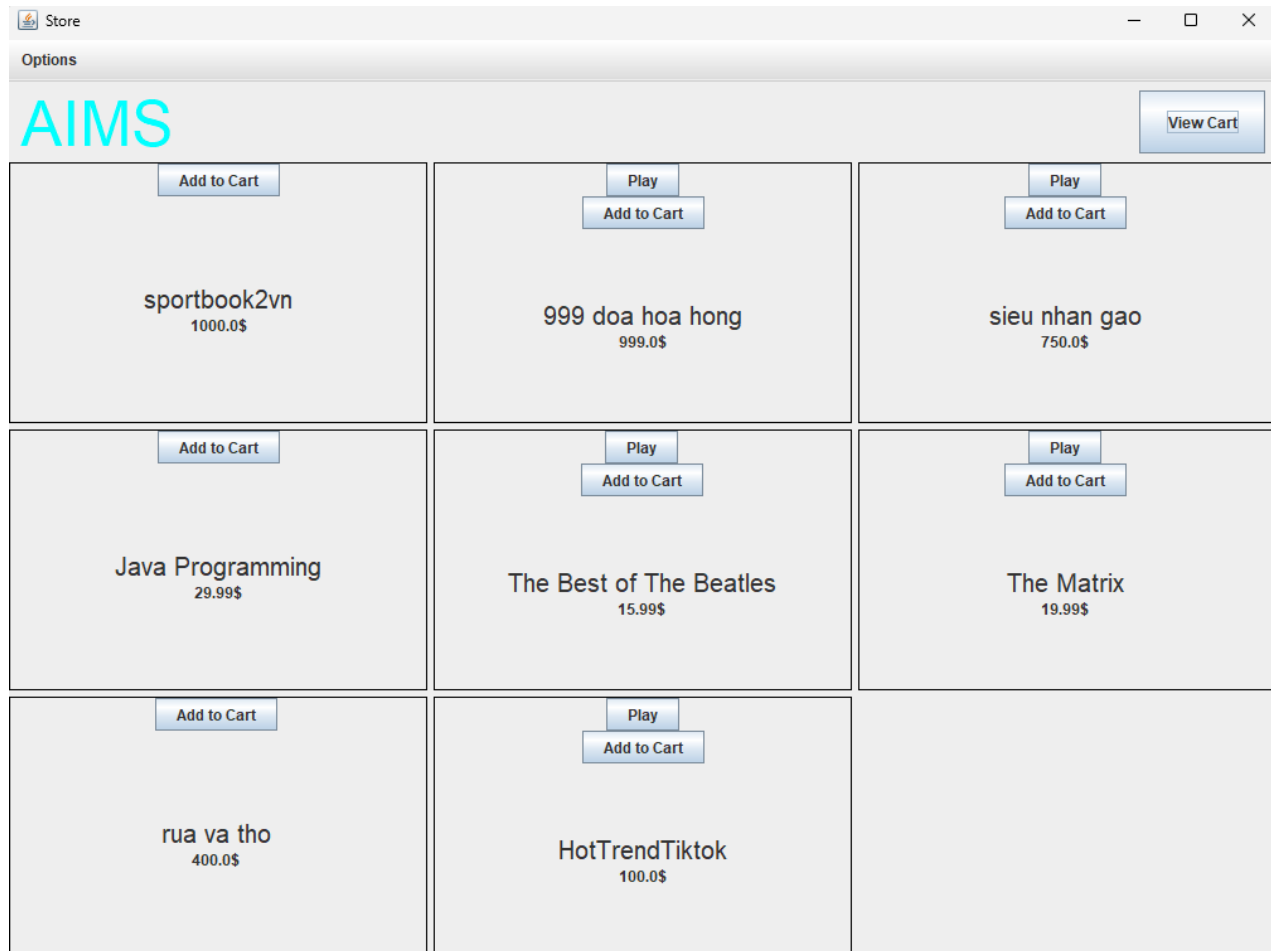 Store
Options
AIMS
View Cart
Add to Cart
sportbook2vn
1000.0$
Play
Add to Cart
999 doa hoa hong
999.0$
Play
Add to Cart
sieu nhan gao
750.0$
Add to Cart
Java Programming
29.99$
Play
Add to Cart
The Best of The Beatles
15.99$
Play
Add to Cart
The Matrix
19.99$
Add to Cart
rua va tho
400.0$
Play
Add to Cart
HotTrendTiktok
100.0$